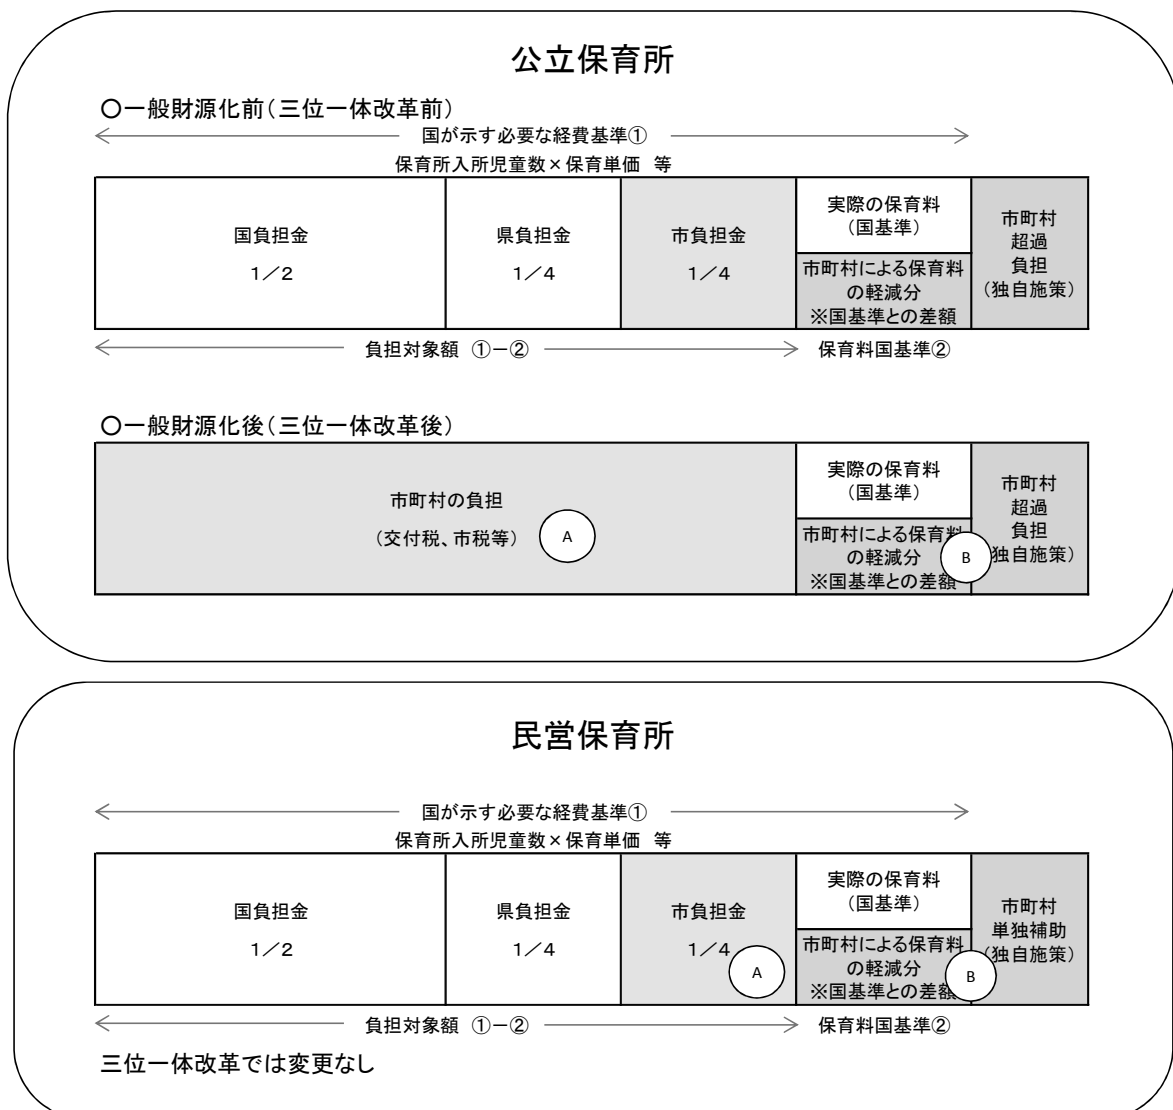 公立保育所
〇一般財源化前(三位一体改革前)
国が示す必要な経費基準①
保育所入所児童数×保育単価 等
国負担金
1/2
県負担金
1/4
市負担金
1/4
実際の保育料
(国基準)
市町村による保育料
の軽減分
※国基準との差額
市町村
超過
負担
(独自施策)
負担対象額 ①-②
保育料国基準②
〇一般財源化後(三位一体改革後)
市町村の負担
(交付税、市税等)
A
実際の保育料
(国基準)
市町村による保育料
の軽減分
※国基準との差額
B
市町村
超過
負担
(独自施策)
民営保育所
国が示す必要な経費基準①
保育所入所児童数×保育単価 等
国負担金
1/2
県負担金
1/4
市負担金
1/4
A
実際の保育料
(国基準)
市町村による保育料
の軽減分
※国基準との差額
B
市町村
単独補助
(独自施策)
負担対象額 ①-②
保育料国基準②
三位一体改革では変更なし